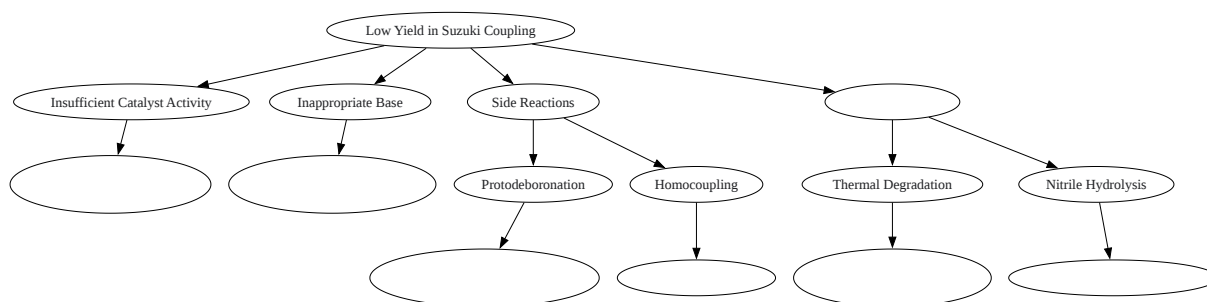 Low Yield in Suzuki Coupling
Insufficient Catalyst Activity
Inappropriate Base
Side Reactions
Protodeboronation
Homocoupling
Thermal Degradation
Nitrile Hydrolysis